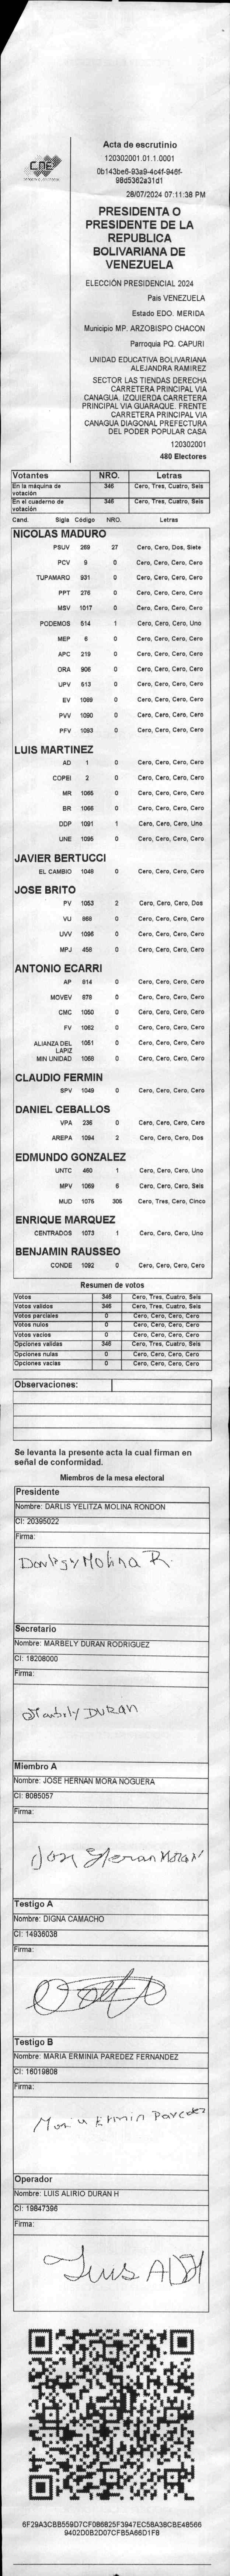 CNE
Acta de escrutinio
120302001.01.1.0001
0b143be6-93a9-4c4f-946f-
98d5362a31d1
28/07/2024 07:11:38 PM
PRESIDENTA O
PRESIDENTE DE LA
REPUBLICA
BOLIVARIANA DE
VENEZUELA
ELECCIÓN PRESIDENCIAL 2024
Pais VENEZUELA
Estado EDO. MERIDA
Municipio MP. ARZOBISPO CHACON
Parroquia PQ. CAPURI
UNIDAD EDUCATIVA BOLIVARIANA
ALEJANDRA RAMIREZ
SECTOR LAS TIENDAS DERECHA
CARRETERA PRINCIPAL VIA
CANAGUA. IZQUIERDA CARRETERA
PRINCIPAL VIA GUARAQUE. FRENTE
CARRETERA PRINCIPAL VIA
CANAGUA DIAGONAL PREFECTURA
DEL PODER POPULAR CASA
120302001
480 Electores
Votantes NRO. Letras
En la máquina de votación 346 Cero, Tres, Cuatro, Seis
En el cuaderno de votación 346 Cero, Tres, Cuatro, Seis
Cand. Sigla Código NRO. Letras
NICOLAS MADURO
PSUV 269 27 Cero, Cero, Dos, Siete
PCV 9 0 Cero, Cero, Cero, Cero
TUPAMARO 931 0 Cero, Cero, Cero, Cero
PPT 276 0 Cero, Cero, Cero, Cero
MSV 1017 0 Cero, Cero, Cero, Cero
PODEMOS 514 1 Cero, Cero, Cero, Uno
MEP 6 0 Cero, Cero, Cero, Cero
APC 219 0 Cero, Cero, Cero, Cero
ORA 906 0 Cero, Cero, Cero, Cero
UPV 613 0 Cero, Cero, Cero, Cero
EV 1089 0 Cero, Cero, Cero, Cero
PVV 1090 0 Cero, Cero, Cero, Cero
PFV 1093 0 Cero, Cero, Cero, Cero
LUIS MARTINEZ
AD 1 0 Cero, Cero, Cero, Cero
COPEI 2 0 Cero, Cero, Cero, Cero
MR 1065 0 Cero, Cero, Cero, Cero
BR 1066 0 Cero, Cero, Cero, Cero
DDP 1091 1 Cero, Cero, Cero, Uno
UNE 1095 0 Cero, Cero, Cero, Cero
JAVIER BERTUCCI
EL CAMBIO 1048 0 Cero, Cero, Cero, Cero
JOSE BRITO
PV 1053 2 Cero, Cero, Cero, Dos
VU 868 0 Cero, Cero, Cero, Cero
UVV 1096 0 Cero, Cero, Cero, Cero
MPJ 458 0 Cero, Cero, Cero, Cero
ANTONIO ECARRI
AP 814 0 Cero, Cero, Cero, Cero
MOVEV 879 0 Cero, Cero, Cero, Cero
CMC 1050 0 Cero, Cero, Cero, Cero
FV 1062 0 Cero, Cero, Cero, Cero
ALIANZA DEL LAPIZ 1051 0 Cero, Cero, Cero, Cero
MIN UNIDAD 1068 0 Cero, Cero, Cero, Cero
CLAUDIO FERMIN
SPV 1049 0 Cero, Cero, Cero, Cero
DANIEL CEBALLOS
VPA 236 0 Cero, Cero, Cero, Cero
AREPA 1094 2 Cero, Cero, Cero, Dos
EDMUNDO GONZALEZ
UNTC 460 1 Cero, Cero, Cero, Uno
MPV 1069 6 Cero, Cero, Cero, Seis
MUD 1075 305 Cero, Tres, Cero, Cinco
ENRIQUE MARQUEZ
CENTRADOS 1073 1 Cero, Cero, Cero, Uno
BENJAMIN RAUSSEO
CONDE 1092 0 Cero, Cero, Cero, Cero
Resumen de votos
Votos 346 Cero, Tres, Cuatro, Seis
Votos validos 346 Cero, Tres, Cuatro, Seis
Votos parciales 0 Cero, Cero, Cero, Cero
Votos nulos 0 Cero, Cero, Cero, Cero
Votos vacios 0 Cero, Cero, Cero, Cero
Opciones validas 346 Cero, Tres, Cuatro, Seis
Opciones nulas 0 Cero, Cero, Cero, Cero
Opciones vacias 0 Cero, Cero, Cero, Cero
Observaciones:
Se levanta la presente acta la cual firman en
señal de conformidad.
Miembros de la mesa electoral
Presidente
Nombre: DARLIS YELITZA MOLINA RONDON
CI: 20395022
Firma:
Darlis y Molina R.
Secretario
Nombre: MARBELY DURAN RODRIGUEZ
CI: 18208000
Firma:
Marbely DURAN
Miembro A
Nombre: JOSE HERNAN MORA NOGUERA
CI: 8085057
Firma:
Testigo A
Nombre: DIGNA CAMACHO
CI: 14936038
Firma:
Testigo B
Nombre: MARIA ERMINIA PAREDEZ FERNANDEZ
CI: 16019808
Firma:
Maria Ermin Paredez
Operador
Nombre: LUIS ALIRIO DURAN H
CI: 19847396
Firma:
Luis ADH
6F29A3CBB559D7CF086825F3947EC58A38CBE48566
9402D0B2D07CFB5A66D1F8